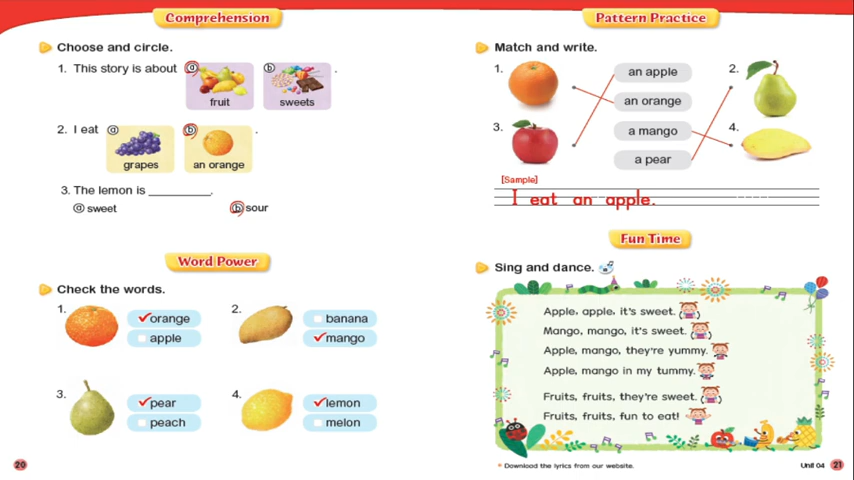 Comprehension
Choose and circle.
1. This story is about ⓐ fruit ⓑ sweets .
2. I eat ⓐ grapes ⓑ an orange .
3. The lemon is __________.
ⓐ sweet ⓑ sour
Word Power
Check the words.
1. ✓ orange
apple
2. banana
✓ mango
3. ✓ pear
peach
4. ✓ lemon
melon
20
Pattern Practice
Match and write.
1. 2.
3. 4.
an apple
an orange
a mango
a pear
[Sample]
I eat an apple.
Fun Time
Sing and dance.
Apple, apple, it's sweet.
Mango, mango, it's sweet.
Apple, mango, they're yummy.
Apple, mango in my tummy.
Fruits, fruits, they're sweet.
Fruits, fruits, fun to eat!
* Download the lyrics from our website.
Unit 04 21